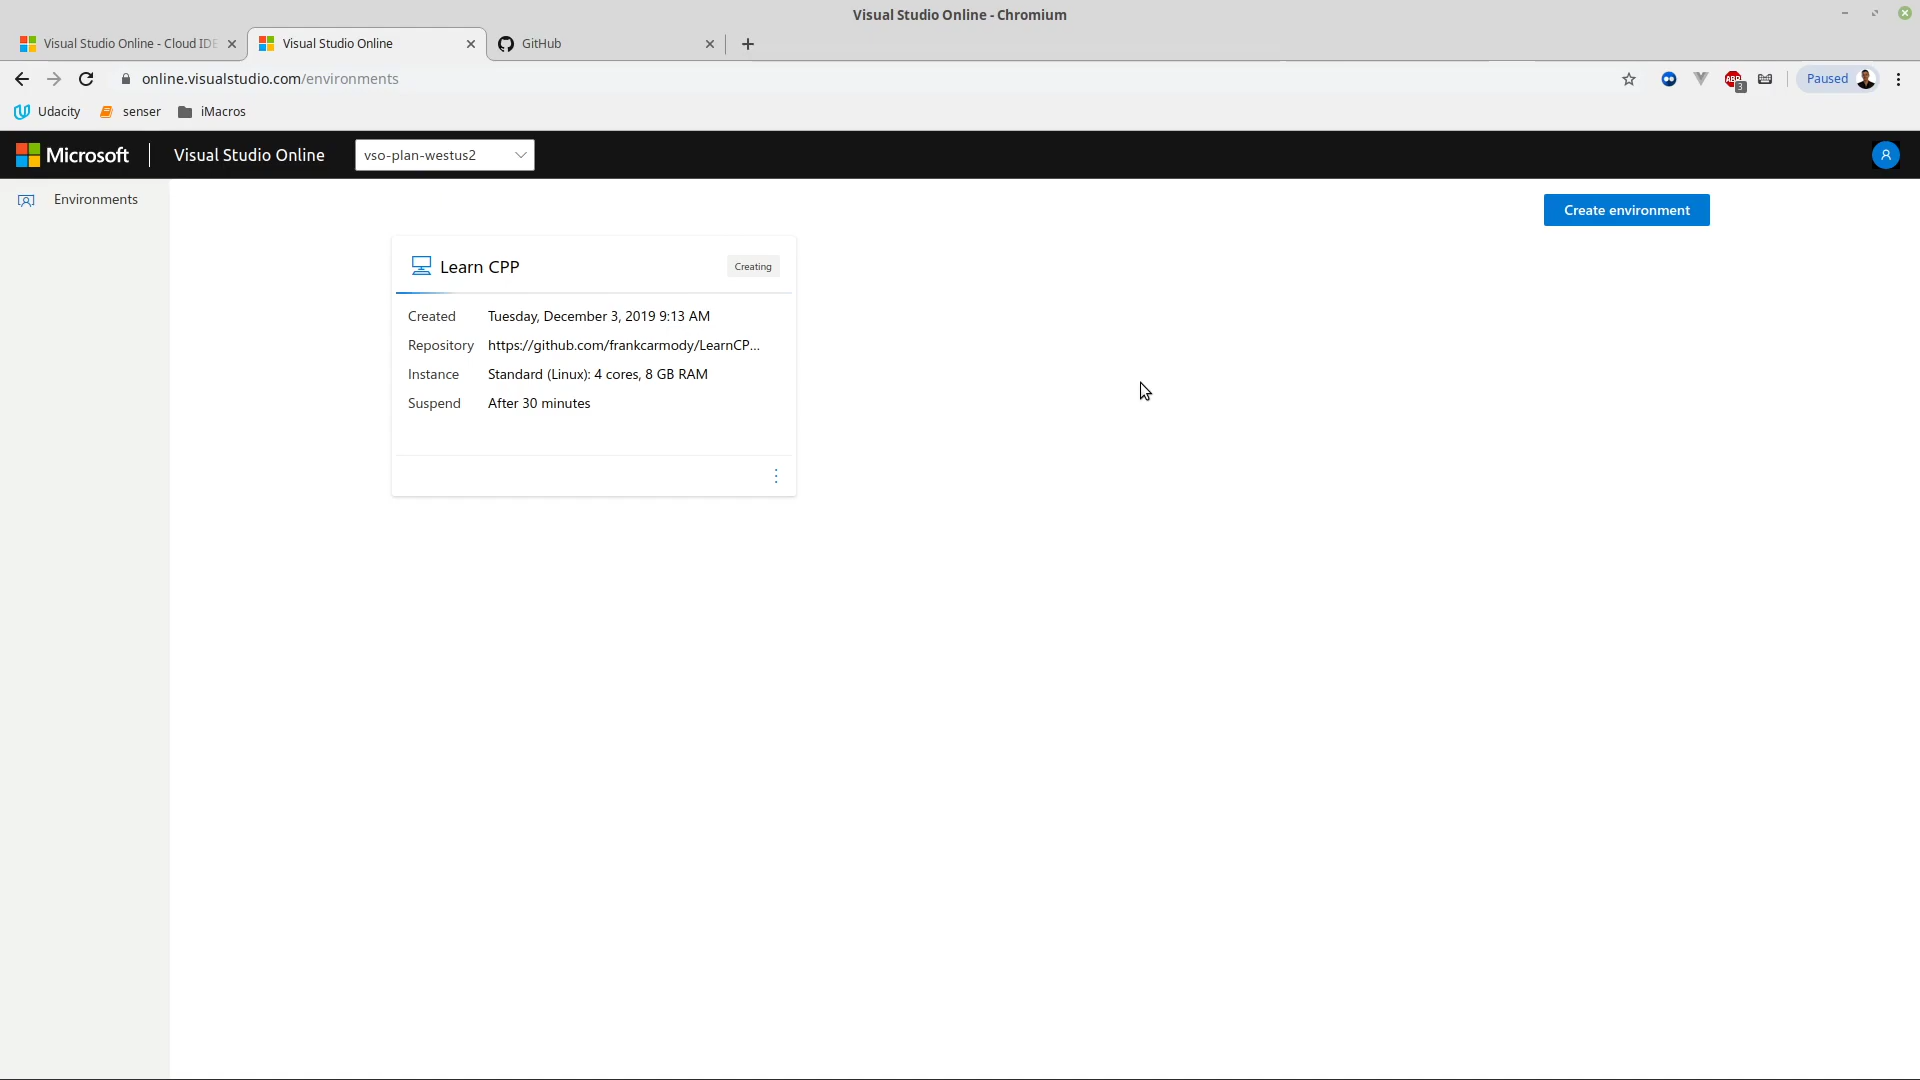 Visual Studio Online - Chromium
Visual Studio Online - Cloud IDE
Visual Studio Online
GitHub
online.visualstudio.com/environments
ABP
3
Paused
Udacity
senser
iMacros
Microsoft
Visual Studio Online
vso-plan-westus2
Environments
Create environment
Learn CPP
Creating
Created Tuesday, December 3, 2019 9:13 AM
Repository https://github.com/frankcarmody/LearnCP...
Instance Standard (Linux): 4 cores, 8 GB RAM
Suspend After 30 minutes